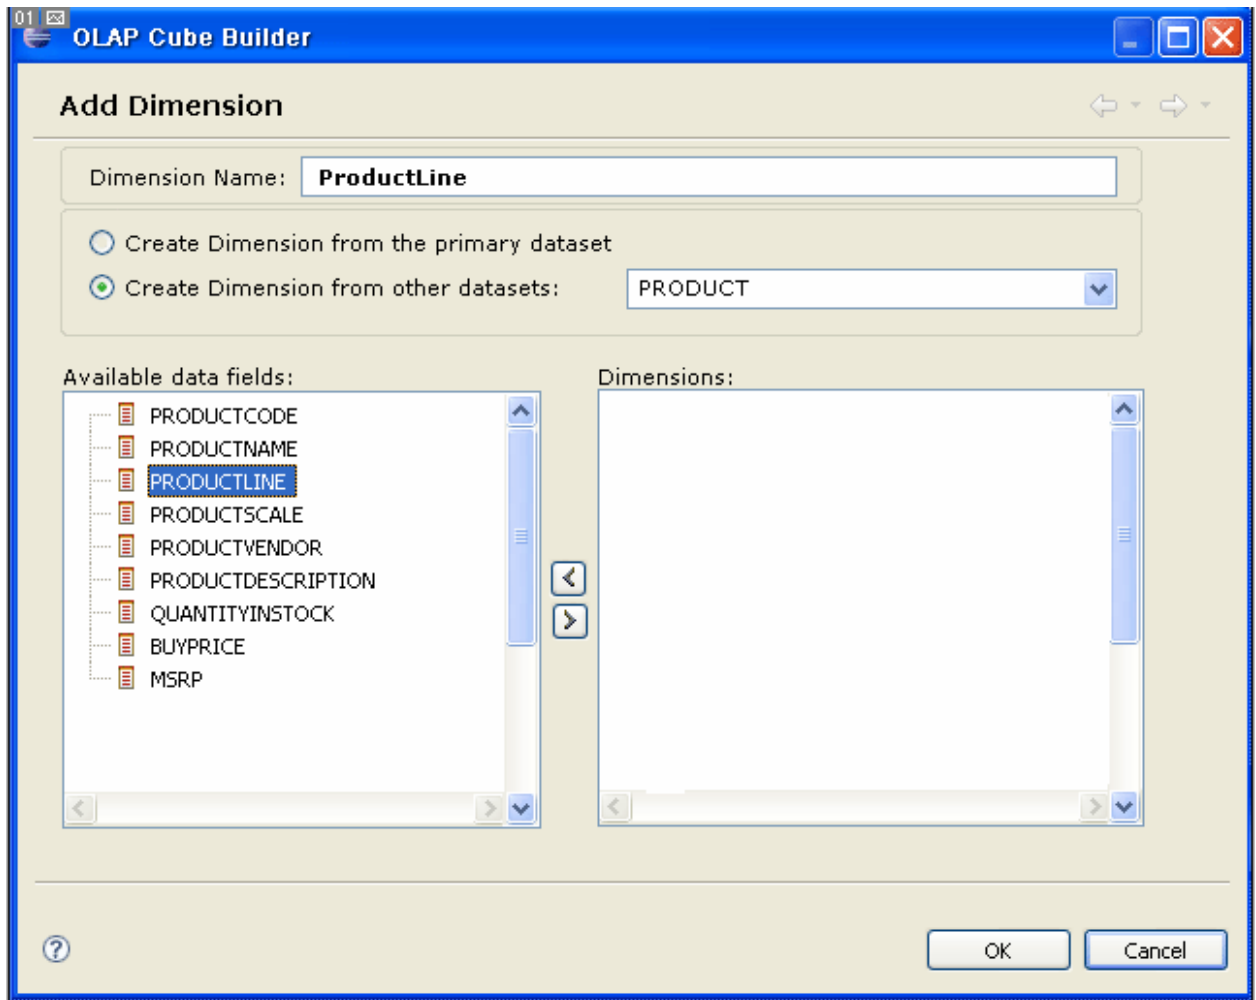 01
OLAP Cube Builder
Add Dimension
Dimension Name: ProductLine
Create Dimension from the primary dataset
Create Dimension from other datasets: PRODUCT
Available data fields:
Dimensions:
PRODUCTCODE
PRODUCTNAME
PRODUCTLINE
PRODUCTSCALE
PRODUCTVENDOR
PRODUCTDESCRIPTION
QUANTITYINSTOCK
BUYPRICE
MSRP
?
OK
Cancel